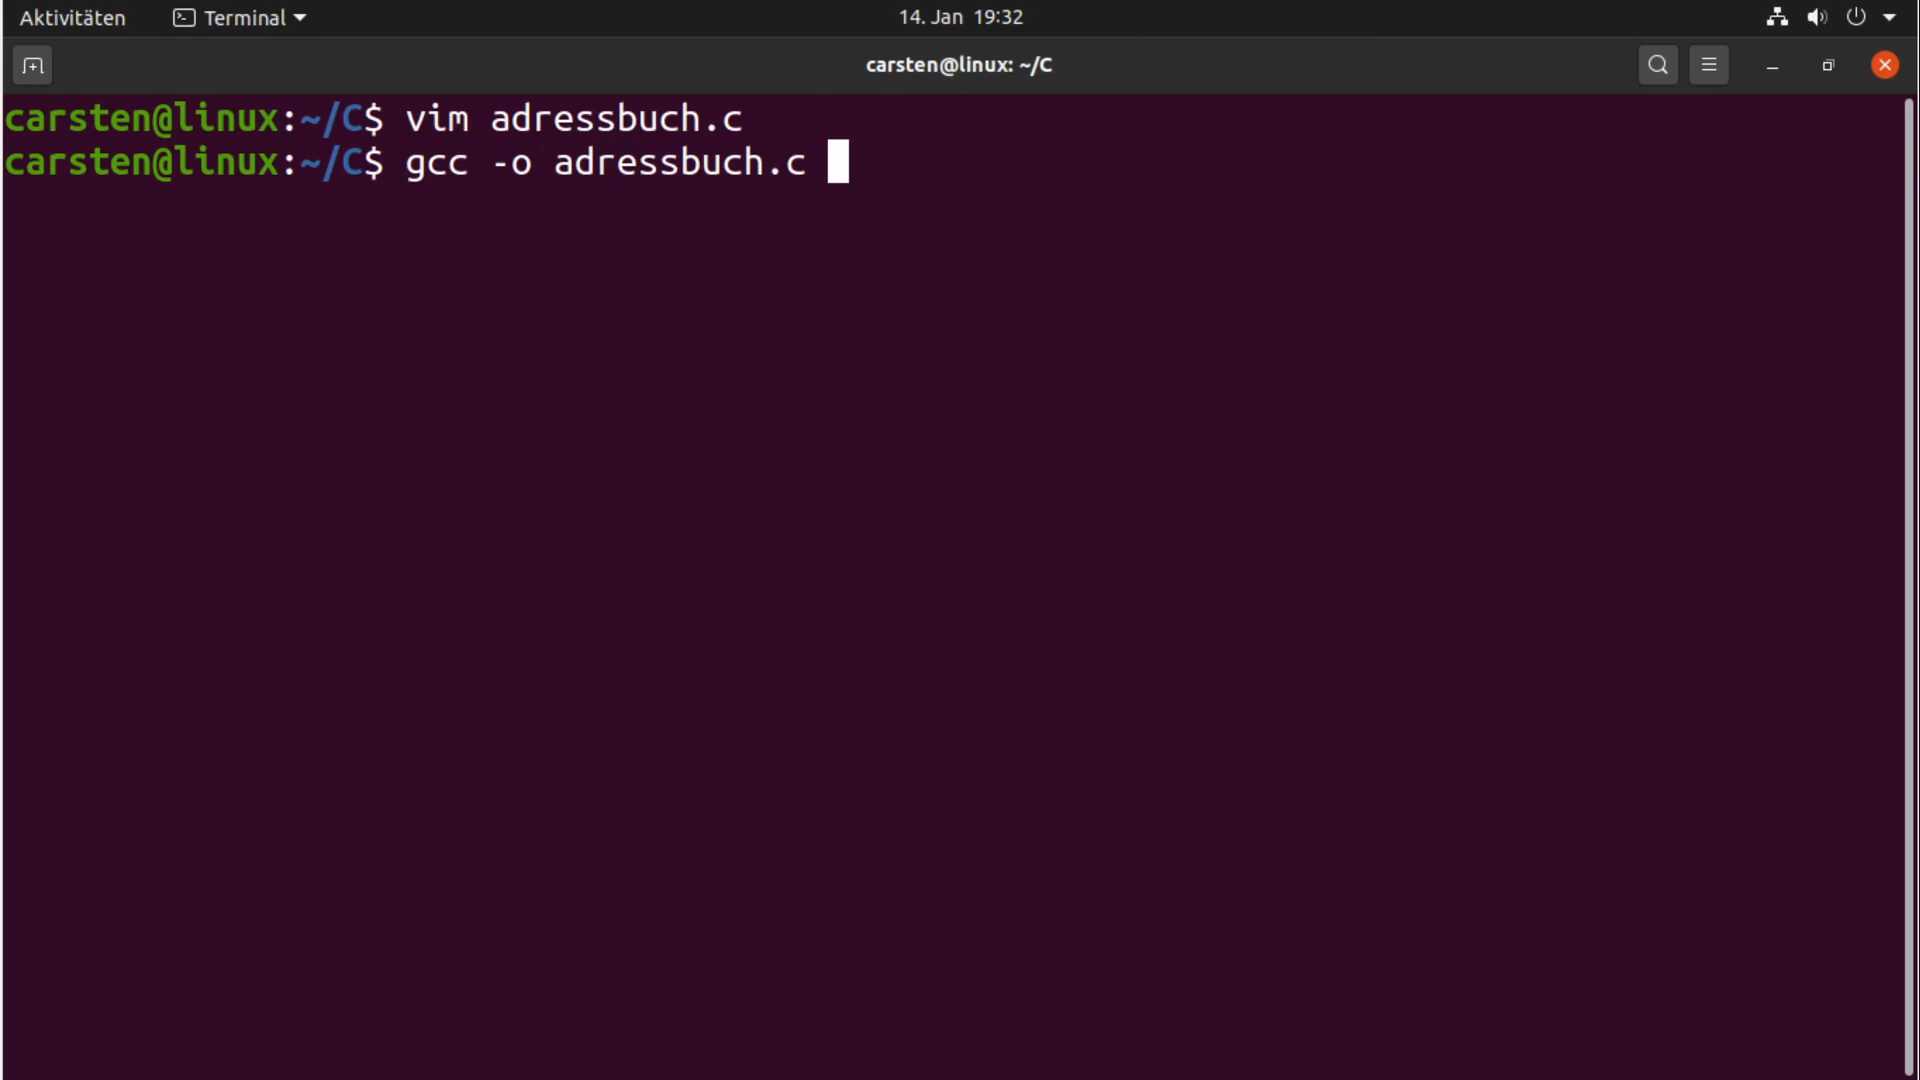 Aktivitäten Terminal 14. Jan 19:32
carsten@linux: ~/C
carsten@linux:~/C$ vim adressbuch.c
carsten@linux:~/C$ gcc -o adressbuch.c